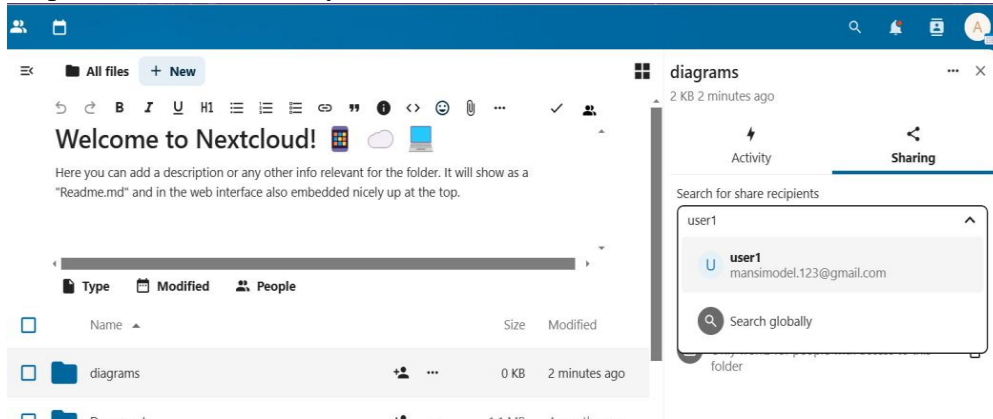 A
All files + New
B I U H1
Welcome to Nextcloud!
Here you can add a description or any other info relevant for the folder. It will show as a
"Readme.md" and in the web interface also embedded nicely up at the top.
Type Modified People
Name Size Modified
diagrams 0 KB 2 minutes ago
diagrams
2 KB 2 minutes ago
Activity Sharing
Search for share recipients
user1
U user1
mansimodel.123@gmail.com
Search globally
folder